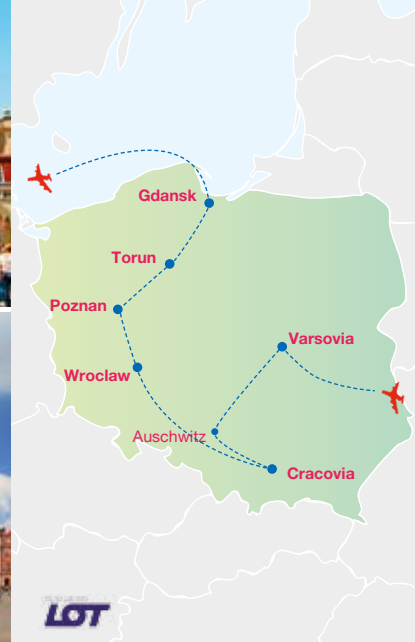 Gdansk
Torun
Poznan
Varsovia
Wroclaw
Auschwitz
Cracovia
LOT